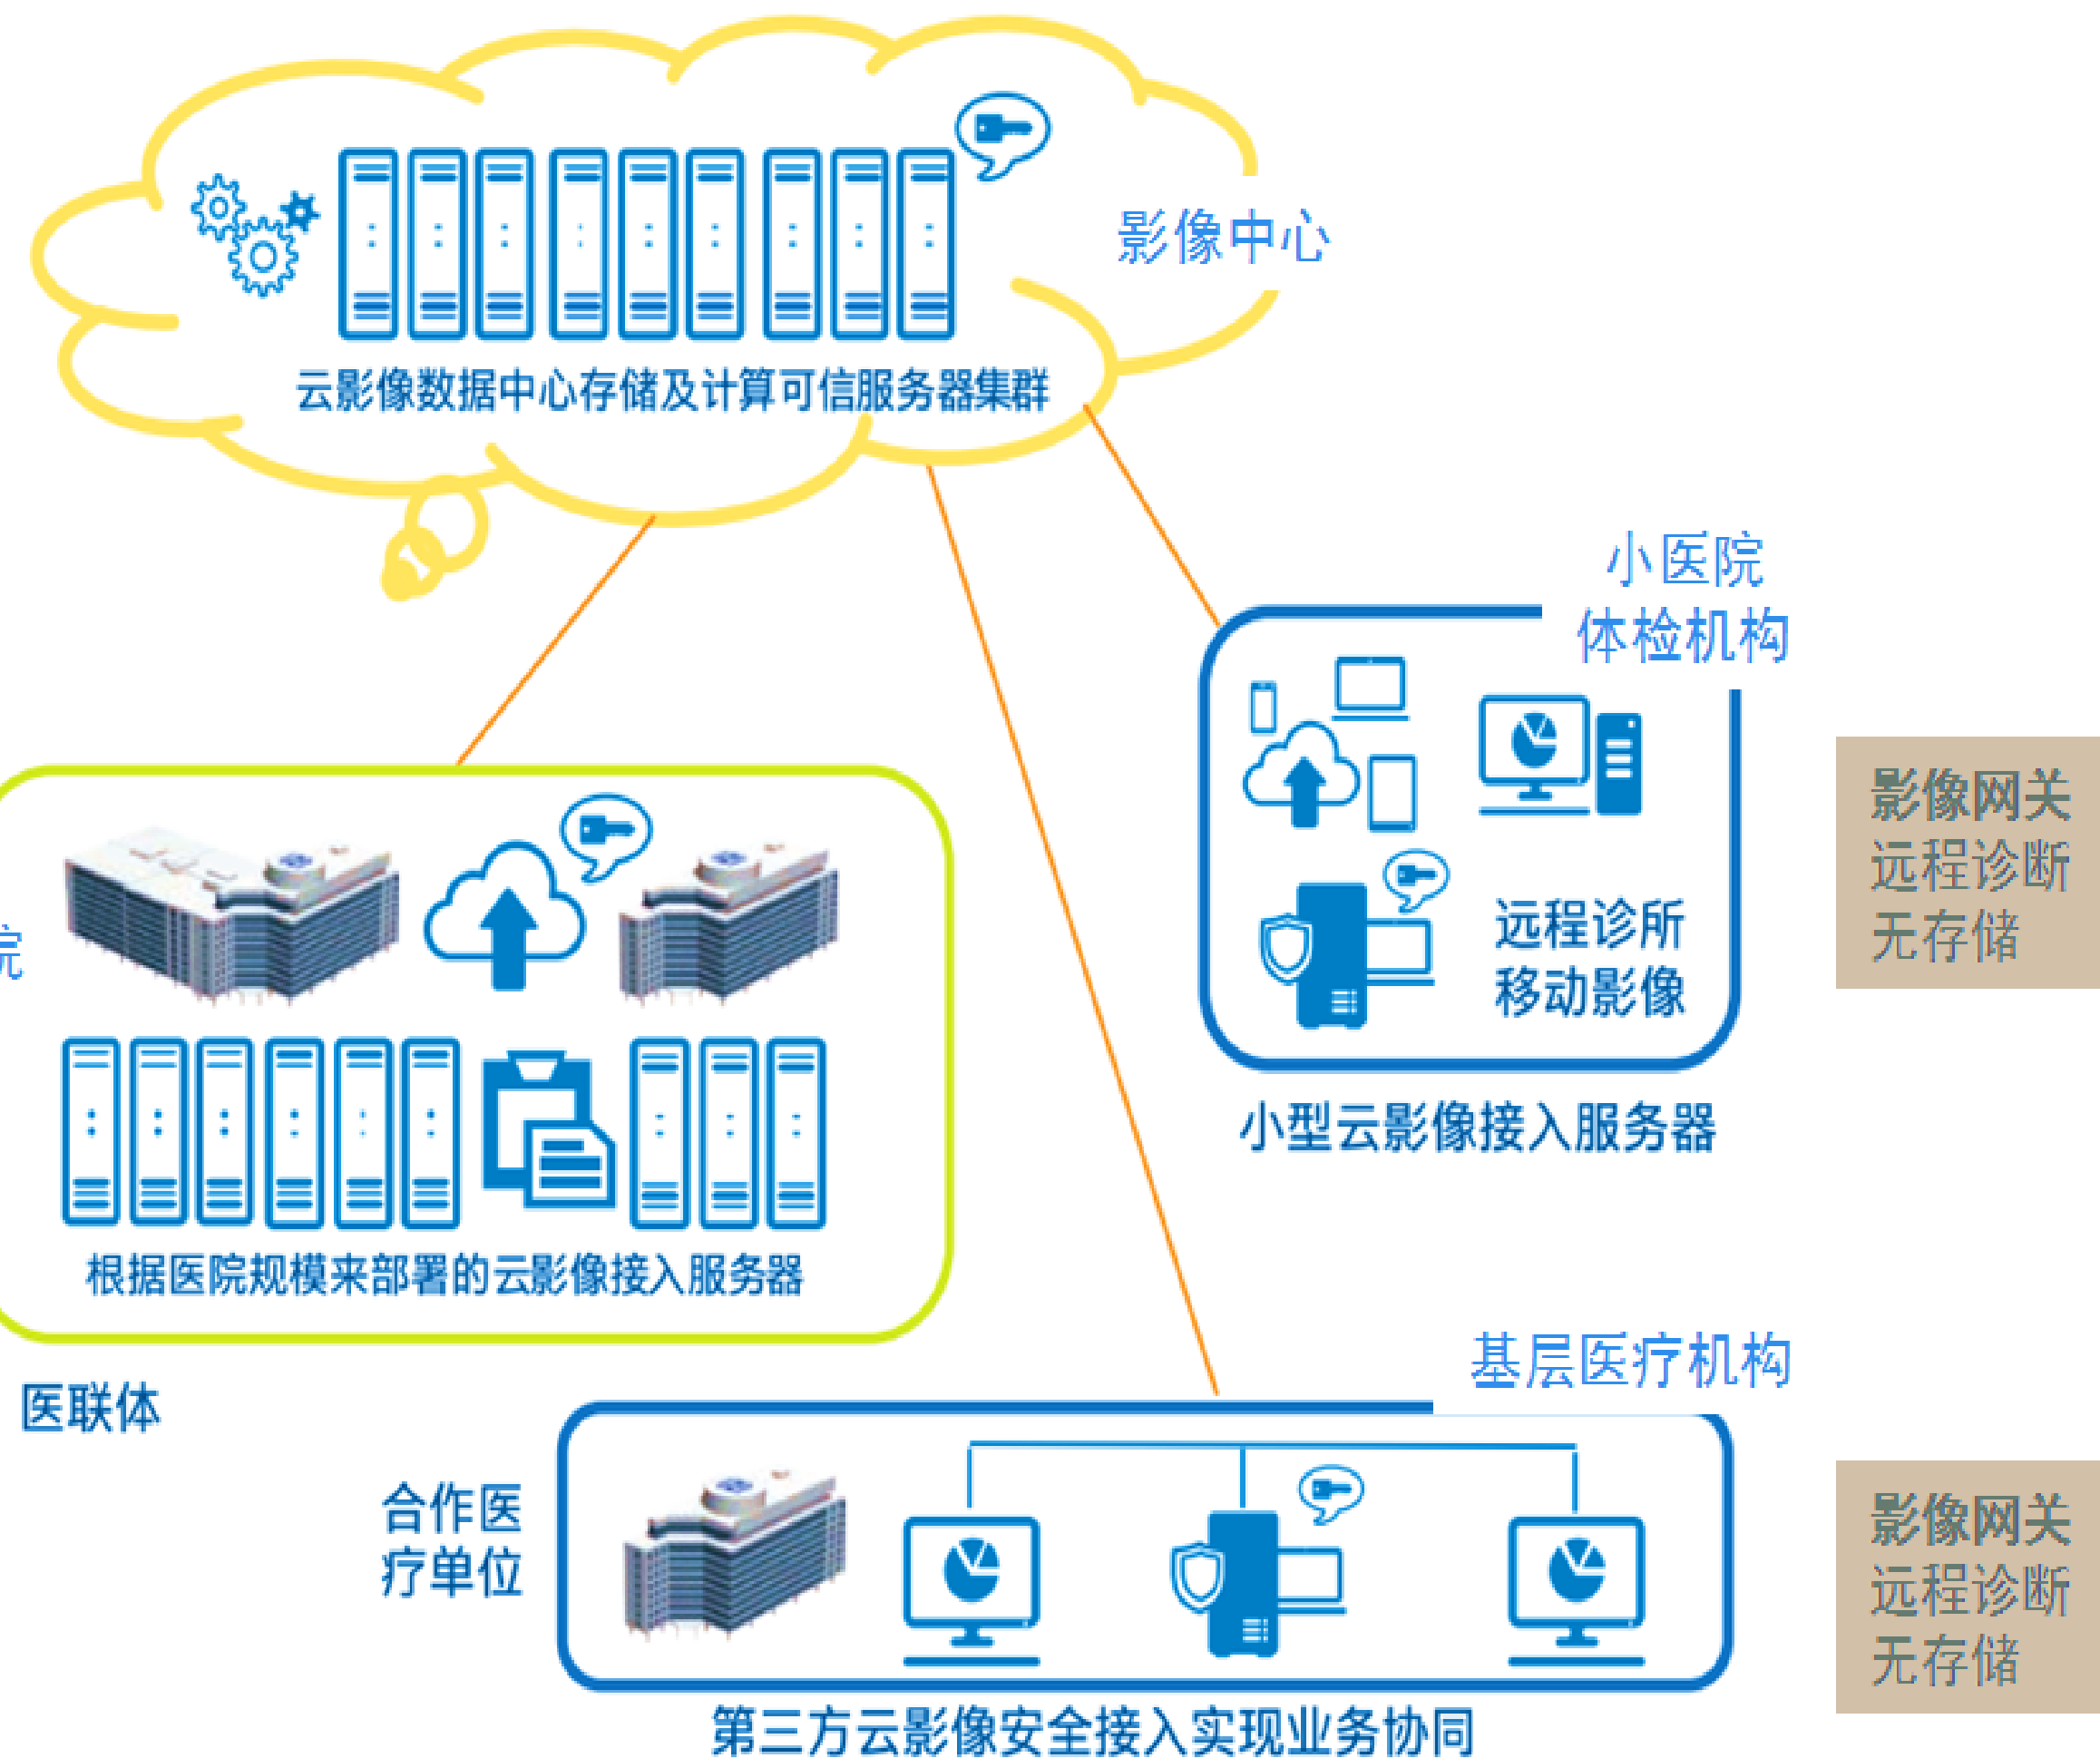 影像中心
云影像数据中心存储及计算可信服务器集群
小医院
体检机构
影像网关
远程诊断
无存储
远程诊所
移动影像
小型云影像接入服务器
院
根据医院规模来部署的云影像接入服务器
医联体
基层医疗机构
合作医
疗单位
影像网关
远程诊断
无存储
第三方云影像安全接入实现业务协同